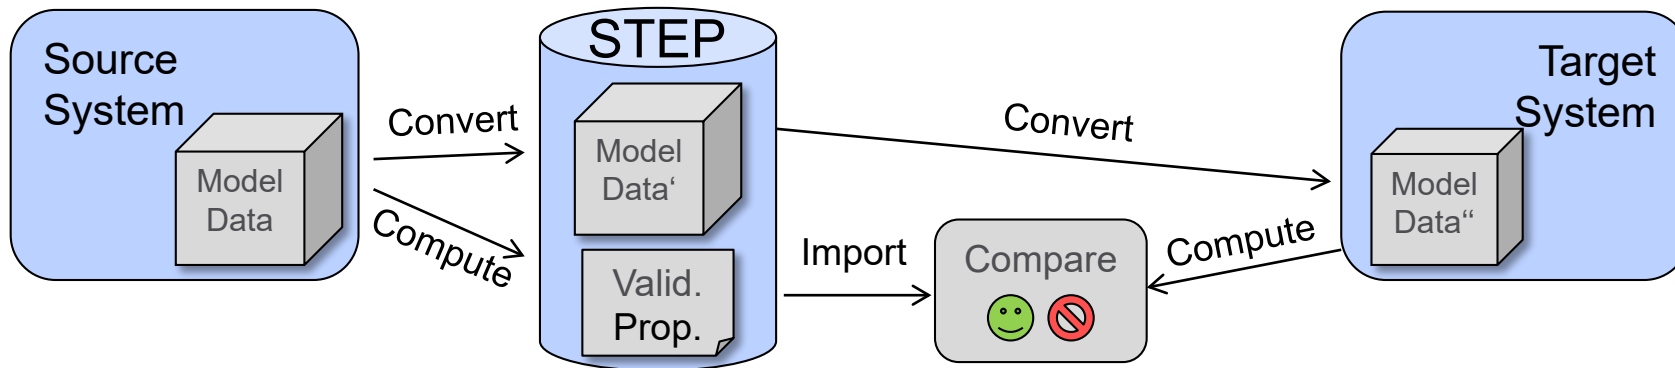 Source
System
Model
Data
Convert
Compute
STEP
Model
Data‘
Valid.
Prop.
Convert
Import
Compare
Compute
Target
System
Model
Data“